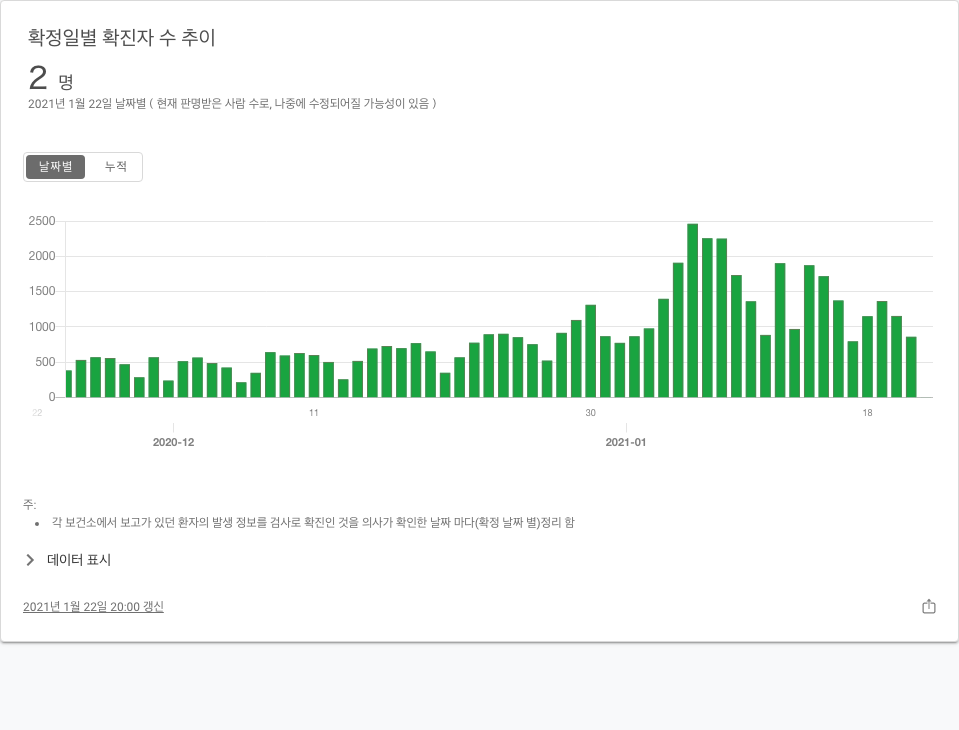 확정일별 확진자 수 추이
2 명
2021년 1월 22일 날짜별 ( 현재 판명받은 사람 수로, 나중에 수정되어질 가능성이 있음 )
날짜별 누적
2500
2000
1500
1000
500
0
22 11 30 18
2020-12 2021-01
주:
• 각 보건소에서 보고가 있던 환자의 발생 정보를 검사로 확진인 것을 의사가 확인한 날짜 마다(확정 날짜 별)정리 함
데이터 표시
2021년 1월 22일 20:00 갱신